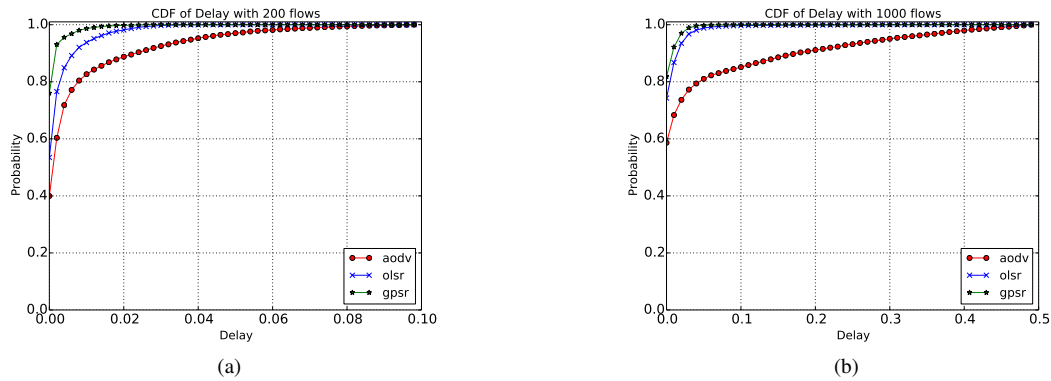 CDF of Delay with 200 flows
1.0
0.8
0.6
0.4
0.2
0.0
Probability
0.00 0.02 0.04 0.06 0.08 0.10
Delay
aodv
olsr
gpsr
(a)
CDF of Delay with 1000 flows
1.0
0.8
0.6
0.4
0.2
0.0
Probability
0.0 0.1 0.2 0.3 0.4 0.5
Delay
aodv
olsr
gpsr
(b)